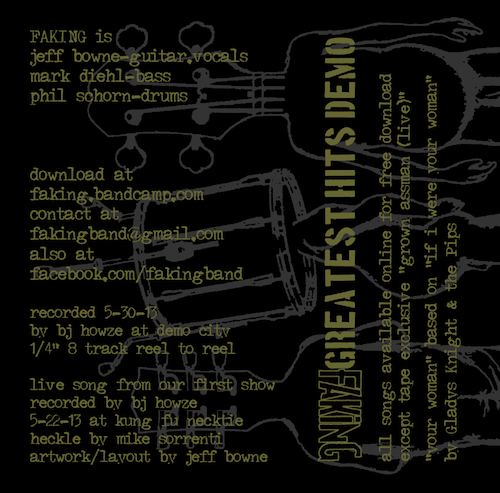 FAKING is
jeff bowne-guitar,vocals
mark diehl-bass
phil schorn-drums
download at
faking.bandcamp.com
contact at
fakingband@gmail.com
also at
facebook.com/fakingband
recorded 5-30-13
by bj howze at demo city
1/4" 8 track reel to reel
live song from our first show
recorded by bj howze
5-22-13 at kung fu necktie
heckle by mike sorrenti
artwork/layout by jeff bowne
FAKING GREATEST HITS DEMO
all songs available online for free download
except tape exclusive "grown assman (live)"
"your woman" based on "if i were your woman"
by Gladys Knight & the Pips